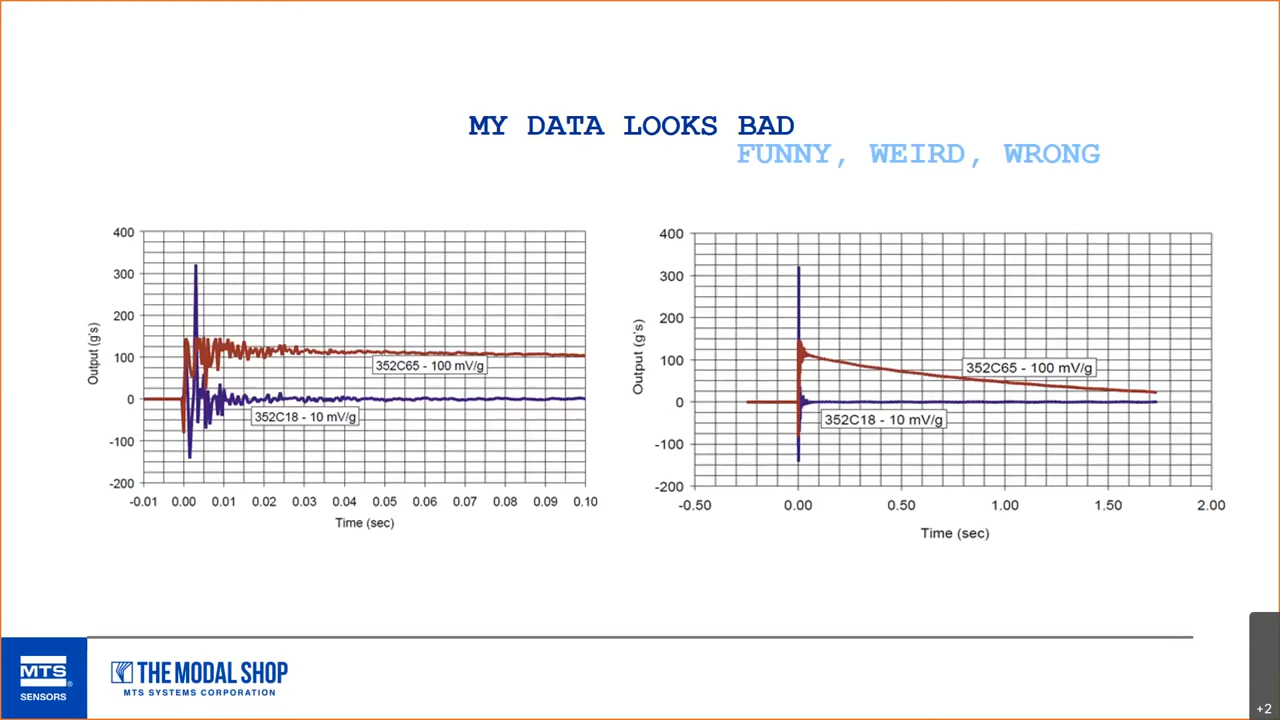 MY DATA LOOKS BAD
FUNNY, WEIRD, WRONG
400
300
200
100
0
-100
-200
Output (g's)
352C65 - 100 mV/g
352C18 - 10 mV/g
-0.01 0.00 0.01 0.02 0.03 0.04 0.05 0.06 0.07 0.08 0.09 0.10
Time (sec)
400
300
200
100
0
-100
-200
Output (g's)
352C65 - 100 mV/g
352C18 - 10 mV/g
-0.50 0.00 0.50 1.00 1.50 2.00
Time (sec)
MTS®
SENSORS
THE MODAL SHOP
MTS SYSTEMS CORPORATION
+2